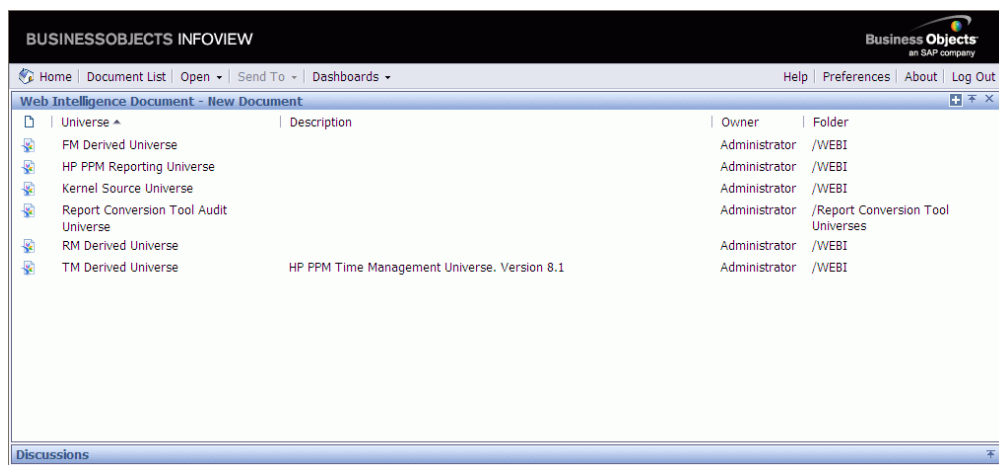 BUSINESSOBJECTS INFOVIEW
Business Objects
an SAP company
Home Document List Open Send To Dashboards Help Preferences About Log Out
Web Intelligence Document - New Document
Universe Description Owner Folder
FM Derived Universe Administrator /WEBI
HP PPM Reporting Universe Administrator /WEBI
Kernel Source Universe Administrator /WEBI
Report Conversion Tool Audit Administrator /Report Conversion Tool
Universe Universes
RM Derived Universe Administrator /WEBI
TM Derived Universe HP PPM Time Management Universe. Version 8.1 Administrator /WEBI
Discussions